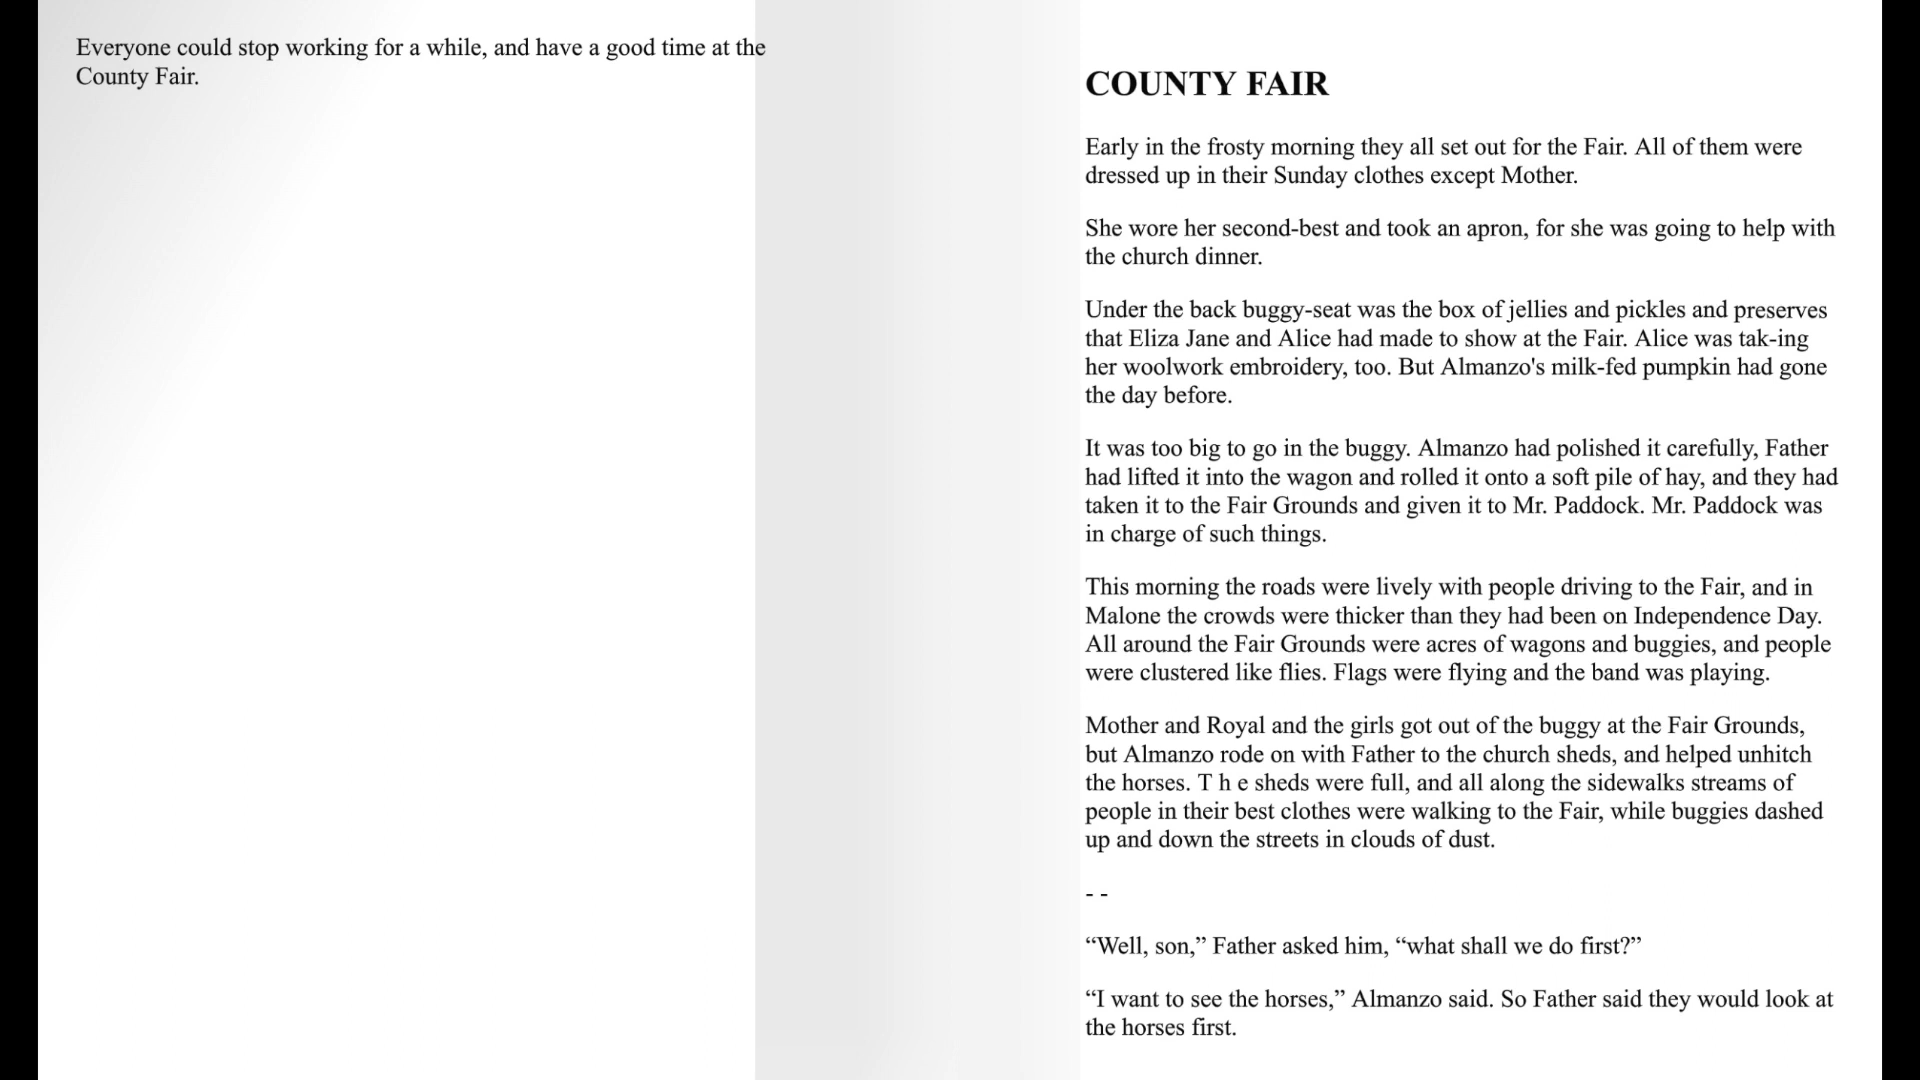 Everyone could stop working for a while, and have a good time at the
County Fair.
COUNTY FAIR
Early in the frosty morning they all set out for the Fair. All of them were
dressed up in their Sunday clothes except Mother.
She wore her second-best and took an apron, for she was going to help with
the church dinner.
Under the back buggy-seat was the box of jellies and pickles and preserves
that Eliza Jane and Alice had made to show at the Fair. Alice was tak-ing
her woolwork embroidery, too. But Almanzo's milk-fed pumpkin had gone
the day before.
It was too big to go in the buggy. Almanzo had polished it carefully, Father
had lifted it into the wagon and rolled it onto a soft pile of hay, and they had
taken it to the Fair Grounds and given it to Mr. Paddock. Mr. Paddock was
in charge of such things.
This morning the roads were lively with people driving to the Fair, and in
Malone the crowds were thicker than they had been on Independence Day.
All around the Fair Grounds were acres of wagons and buggies, and people
were clustered like flies. Flags were flying and the band was playing.
Mother and Royal and the girls got out of the buggy at the Fair Grounds,
but Almanzo rode on with Father to the church sheds, and helped unhitch
the horses. T h e sheds were full, and all along the sidewalks streams of
people in their best clothes were walking to the Fair, while buggies dashed
up and down the streets in clouds of dust.
- -
“Well, son,” Father asked him, “what shall we do first?”
“I want to see the horses,” Almanzo said. So Father said they would look at
the horses first.